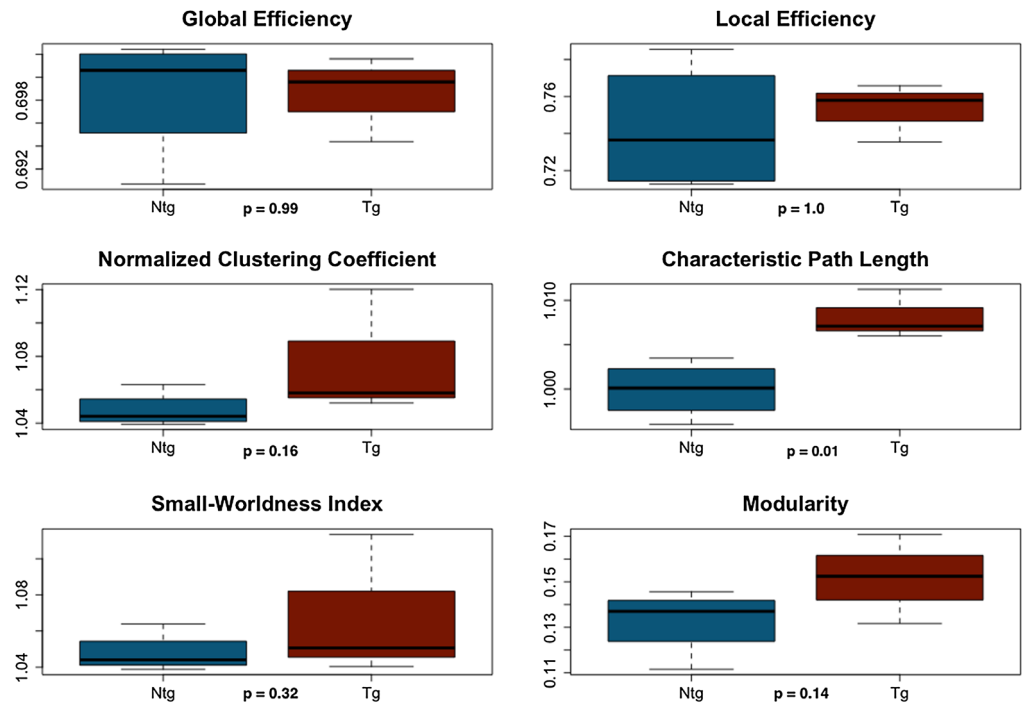 Global Efficiency
0.698
0.692
Ntg
Tg
p = 0.99
Local Efficiency
0.76
0.72
Ntg
Tg
p = 1.0
Normalized Clustering Coefficient
1.12
1.08
1.04
Ntg
Tg
p = 0.16
Characteristic Path Length
1.010
1.000
Ntg
Tg
p = 0.01
Small-Worldness Index
1.08
1.04
Ntg
Tg
p = 0.32
Modularity
0.17
0.15
0.13
0.11
Ntg
Tg
p = 0.14